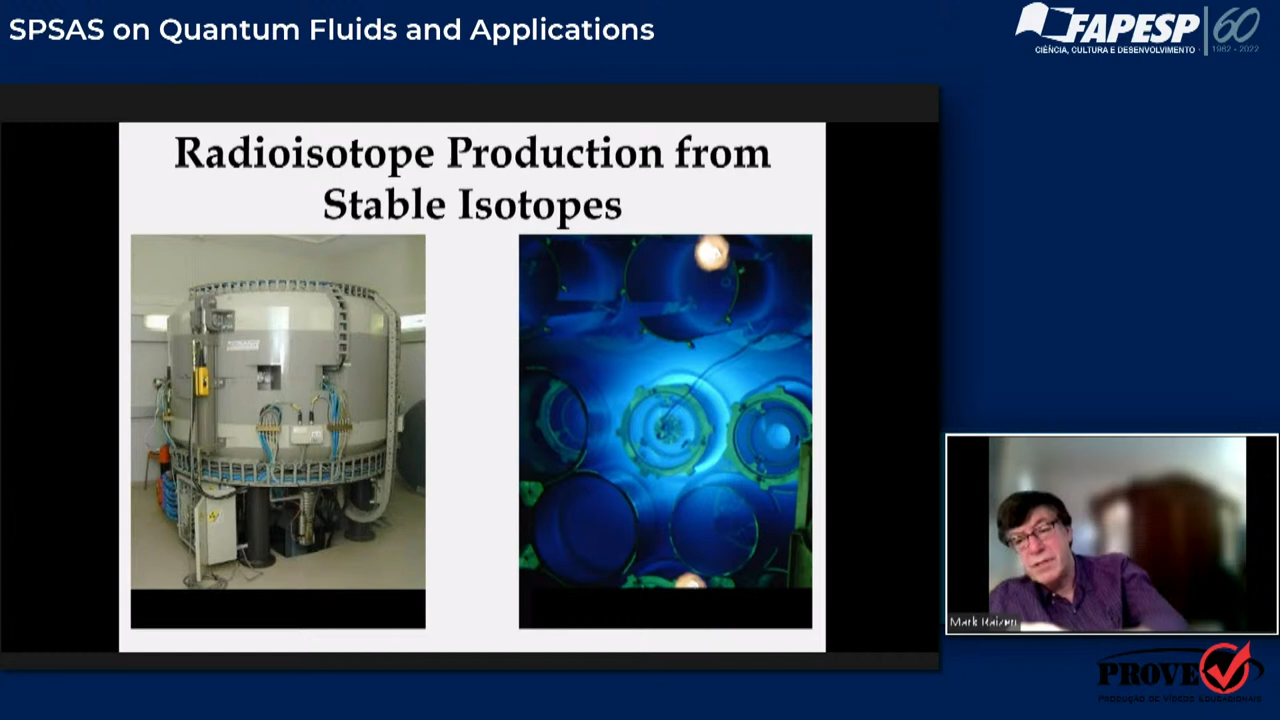 SPSAS on Quantum Fluids and Applications
FAPESP 60
CIÊNCIA, CULTURA E DESENVOLVIMENTO
1962 - 2022
Radioisotope Production from
Stable Isotopes
Mark Raizen
PROVE
PRODUÇÃO DE VÍDEOS EDUCACIONAIS